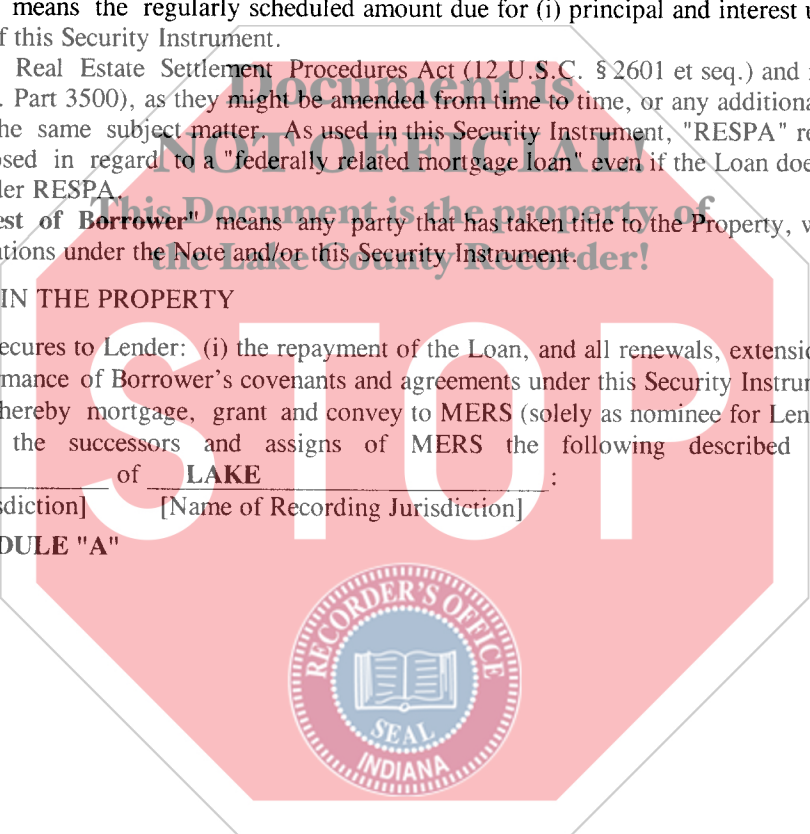 means the regularly scheduled amount due for (i) principal and interest
f this Security Instrument.
Real Estate Settlement Procedures Act (12 U.S.C. § 2601 et seq.) and
. Part 3500), as they might be amended from time to time, or any additiona
he same subject matter. As used in this Security Instrument, "RESPA" re
sed in regard to a "federally related mortgage loan" even if the Loan doe
ler RESPA.
est of Borrower" means any party that has taken title to the Property, w
tions under the Note and/or this Security Instrument.
Document is
NOT OFFICIAL!
This Document is the property of
the Lake County Recorder!
IN THE PROPERTY
ecures to Lender: (i) the repayment of the Loan, and all renewals, extensio
mance of Borrower's covenants and agreements under this Security Instrum
hereby mortgage, grant and convey to MERS (solely as nominee for Len
the successors and assigns of MERS the following described
of LAKE :
sdiction] [Name of Recording Jurisdiction]
DULE "A"
STOP
RECORDER'S OFFICE
SEAL
INDIANA